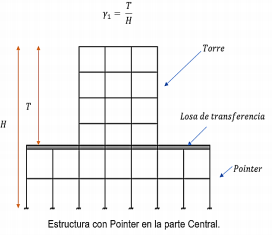 γ₁ = T/H
Torre
T
Losa de transferencia
H
Pointer
Estructura con Pointer en la parte Central.